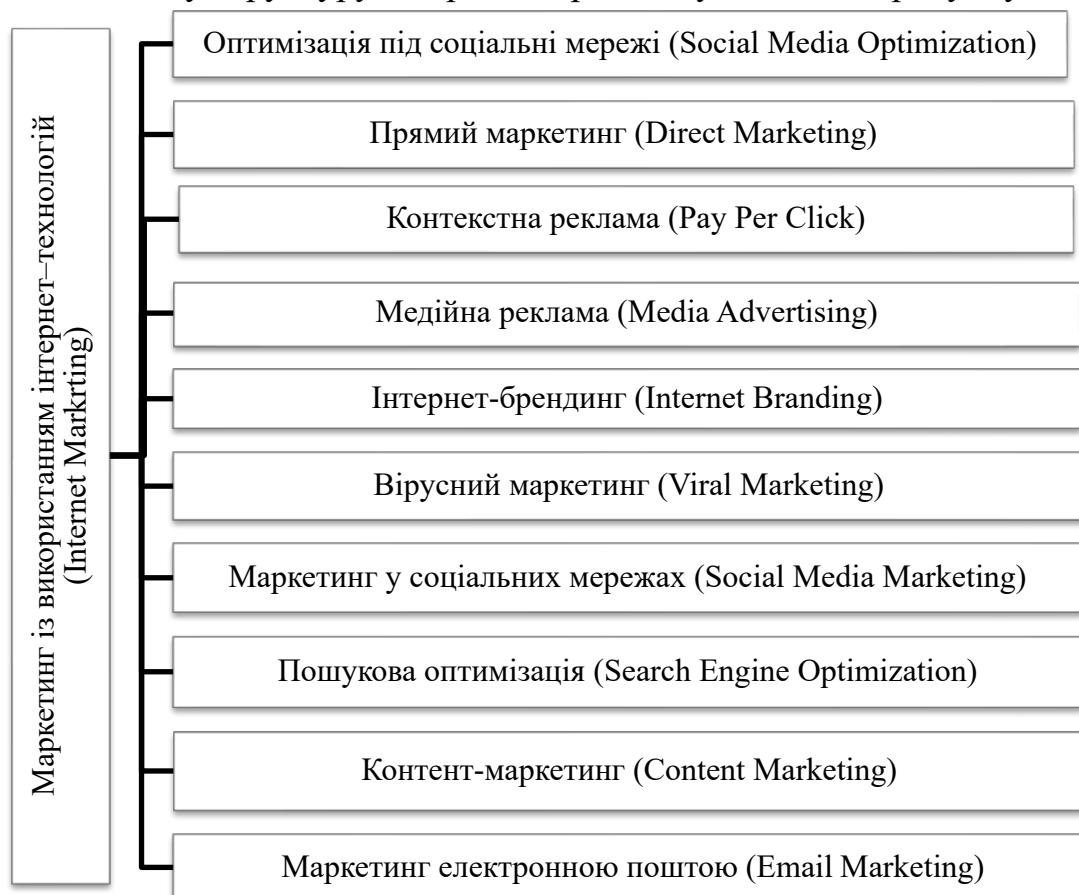 Маркетинг із використанням інтернет–технологій
(Internet Markrting)
Оптимізація під соціальні мережі (Social Media Optimization)
Прямий маркетинг (Direct Marketing)
Контекстна реклама (Pay Per Click)
Медійна реклама (Media Advertising)
Інтернет-брендинг (Internet Branding)
Вірусний маркетинг (Viral Marketing)
Маркетинг у соціальних мережах (Social Media Marketing)
Пошукова оптимізація (Search Engine Optimization)
Контент-маркетинг (Content Marketing)
Маркетинг електронною поштою (Email Marketing)